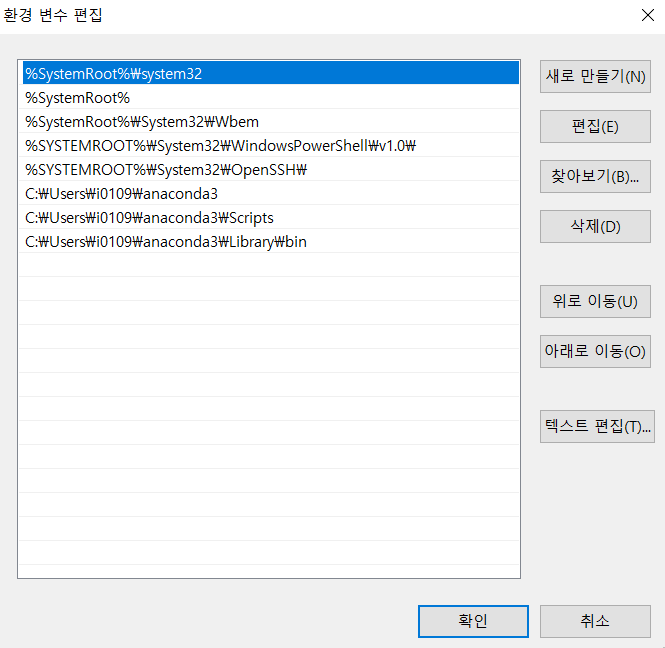 환경 변수 편집
%SystemRoot%₩system32
%SystemRoot%
%SystemRoot%₩System32₩Wbem
%SYSTEMROOT%₩System32₩WindowsPowerShell₩v1.0₩
%SYSTEMROOT%₩System32₩OpenSSH₩
C:₩Users₩i0109₩anaconda3
C:₩Users₩i0109₩anaconda3₩Scripts
C:₩Users₩i0109₩anaconda3₩Library₩bin
새로 만들기(N)
편집(E)
찾아보기(B)...
삭제(D)
위로 이동(U)
아래로 이동(O)
텍스트 편집(T)...
확인
취소